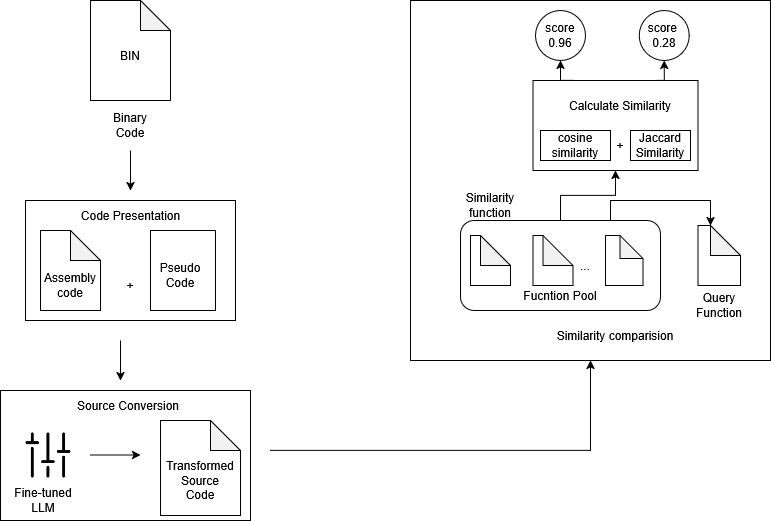 BIN
Binary
Code
Code Presentation
Assembly
code
+
Pseudo
Code
Source Conversion
Fine-tuned
LLM
Transformed
Source
Code
score
0.96
score
0.28
Calculate Similarity
cosine
similarity
+
Jaccard
Similarity
Similarity
function
...
Fucntion Pool
Query
Function
Similarity comparision